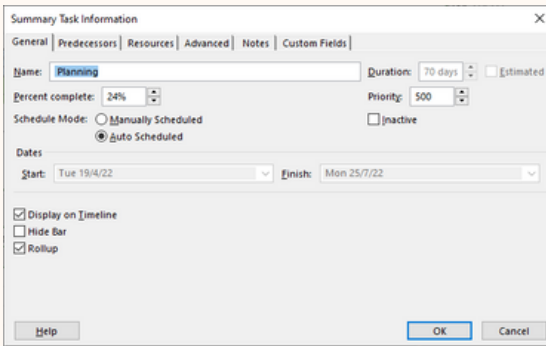 Summary Task Information
General Predecessors Resources Advanced Notes Custom Fields
Name: Planning Duration: 70 days Estimated
Percent complete: 24% Priority: 500
Schedule Mode: Manually Scheduled Inactive
Auto Scheduled
Dates
Start: Tue 19/4/22 Finish: Mon 25/7/22
Display on Timeline
Hide Bar
Rollup
Help OK Cancel